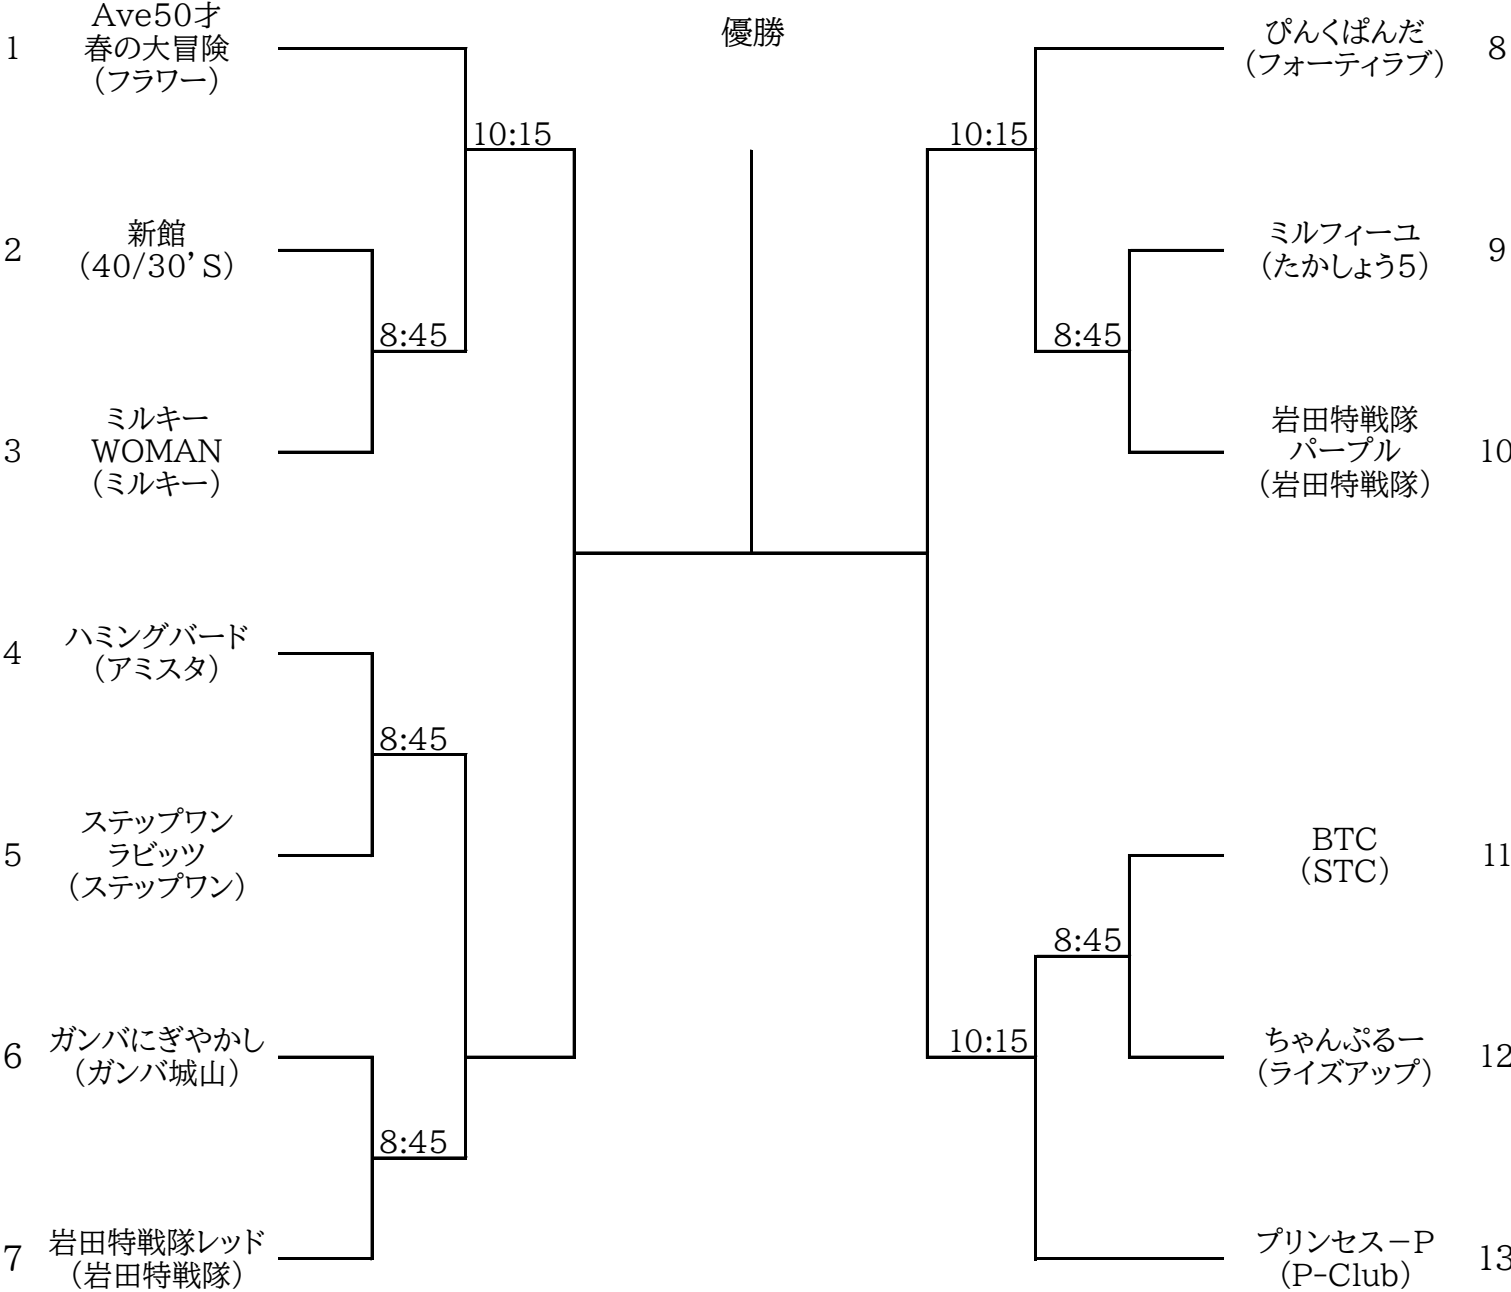 優勝
1
Ave50才
春の大冒険
（フラワー）
10:15
2
新館
（40/30’S）
8:45
3
ミルキー
WOMAN
（ミルキー）
4
ハミングバード
（アミスタ）
8:45
5
ステップワン
ラビッツ
（ステップワン）
6
ガンバにぎやかし
（ガンバ城山）
8:45
7
岩田特戦隊レッド
（岩田特戦隊）
ぴんくぱんだ
（フォーティラブ）
8
10:15
ミルフィーユ
（たかしょう5）
9
8:45
岩田特戦隊
パープル
（岩田特戦隊）
10
BTC
（STC）
11
8:45
10:15
ちゃんぷるー
（ライズアップ）
12
プリンセス－P
（P-Club）
13